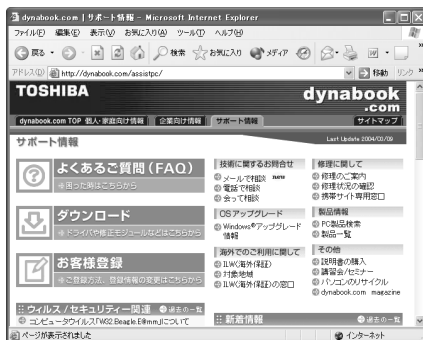 dynabook.com | サポート情報 - Microsoft Internet Explorer
ファイル(F) 編集(E) 表示(V) お気に入り(A) ツール(T) ヘルプ(H)
戻る 検索 お気に入り メディア
アドレス(D) http://dynabook.com/assistpc/ 移動 リンク
TOSHIBA
dynabook.com
dynabook.com TOP 個人・家庭向け情報 企業向け情報 サポート情報 サイトマップ
サポート情報
Last Update 2004/03/09
よくあるご質問(FAQ)
困った時はこちらから
ダウンロード
ドライバや修正モジュールなどはこちらから
お客様登録
ご登録方法、登録情報の変更はこちらから
ウィルス/セキュリティー関連 過去の一覧
コンピュータウイルス「W32.Beagle.E@mm」について
技術に関するお問合せ
メールで相談 new
電話で相談
会って相談
OSアップグレード
Windows®アップグレード情報
海外でのご利用に関して
ILW(海外保証)
対象地域
ILW(海外保証)の窓口
修理に関して
修理のご案内
修理状況の確認
携帯サイト専用窓口
製品情報
PC製品検索
製品一覧
その他
説明書の購入
講習会/セミナー
パソコンのリサイクル
dynabook.com magazine
新着情報 過去の一覧
ページが表示されました インターネット